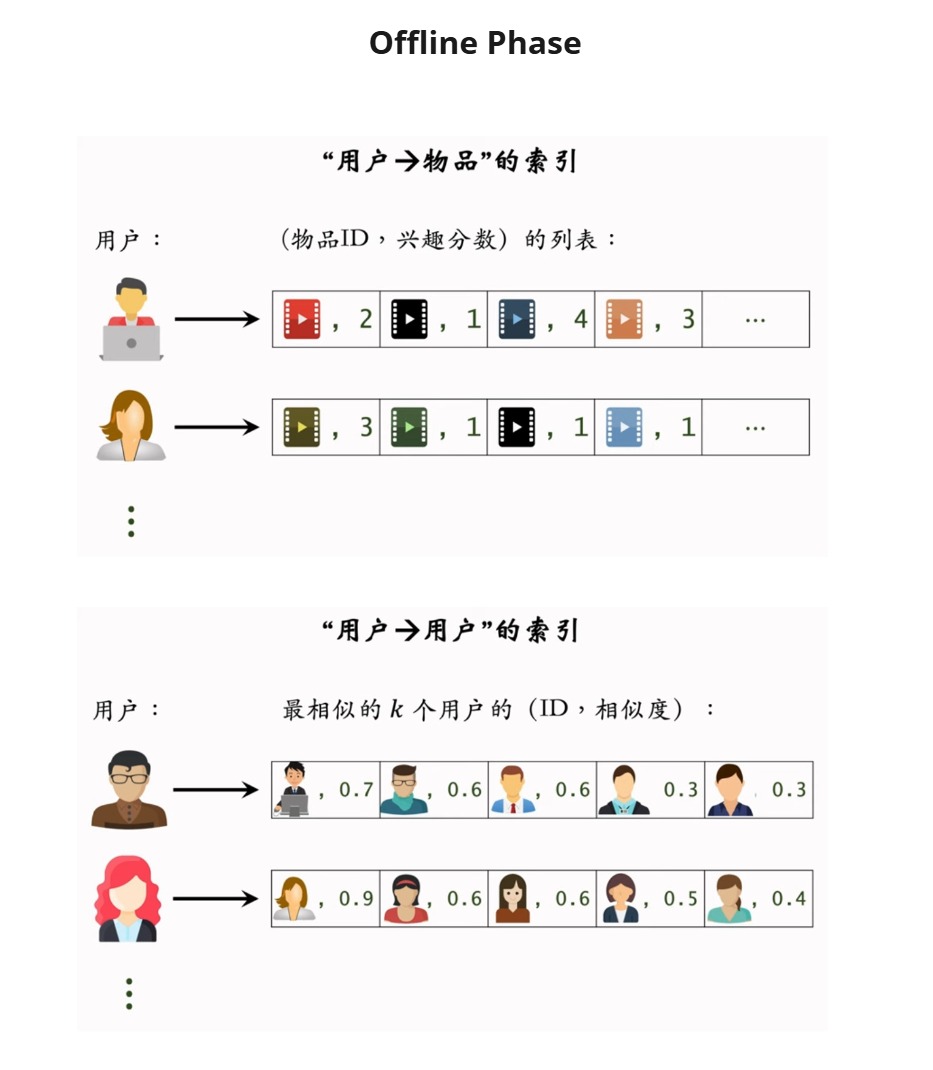 Offline Phase
“用户→物品”的索引
用户： （物品ID，兴趣分数）的列表：
, 2 , 1 , 4 , 3 ...
, 3 , 1 , 1 , 1 ...
“用户→用户”的索引
用户： 最相似的 k 个用户的（ID，相似度）：
, 0.7 , 0.6 , 0.6 0.3 , 0.3
, 0.9 , 0.6 , 0.6 , 0.5 , 0.4